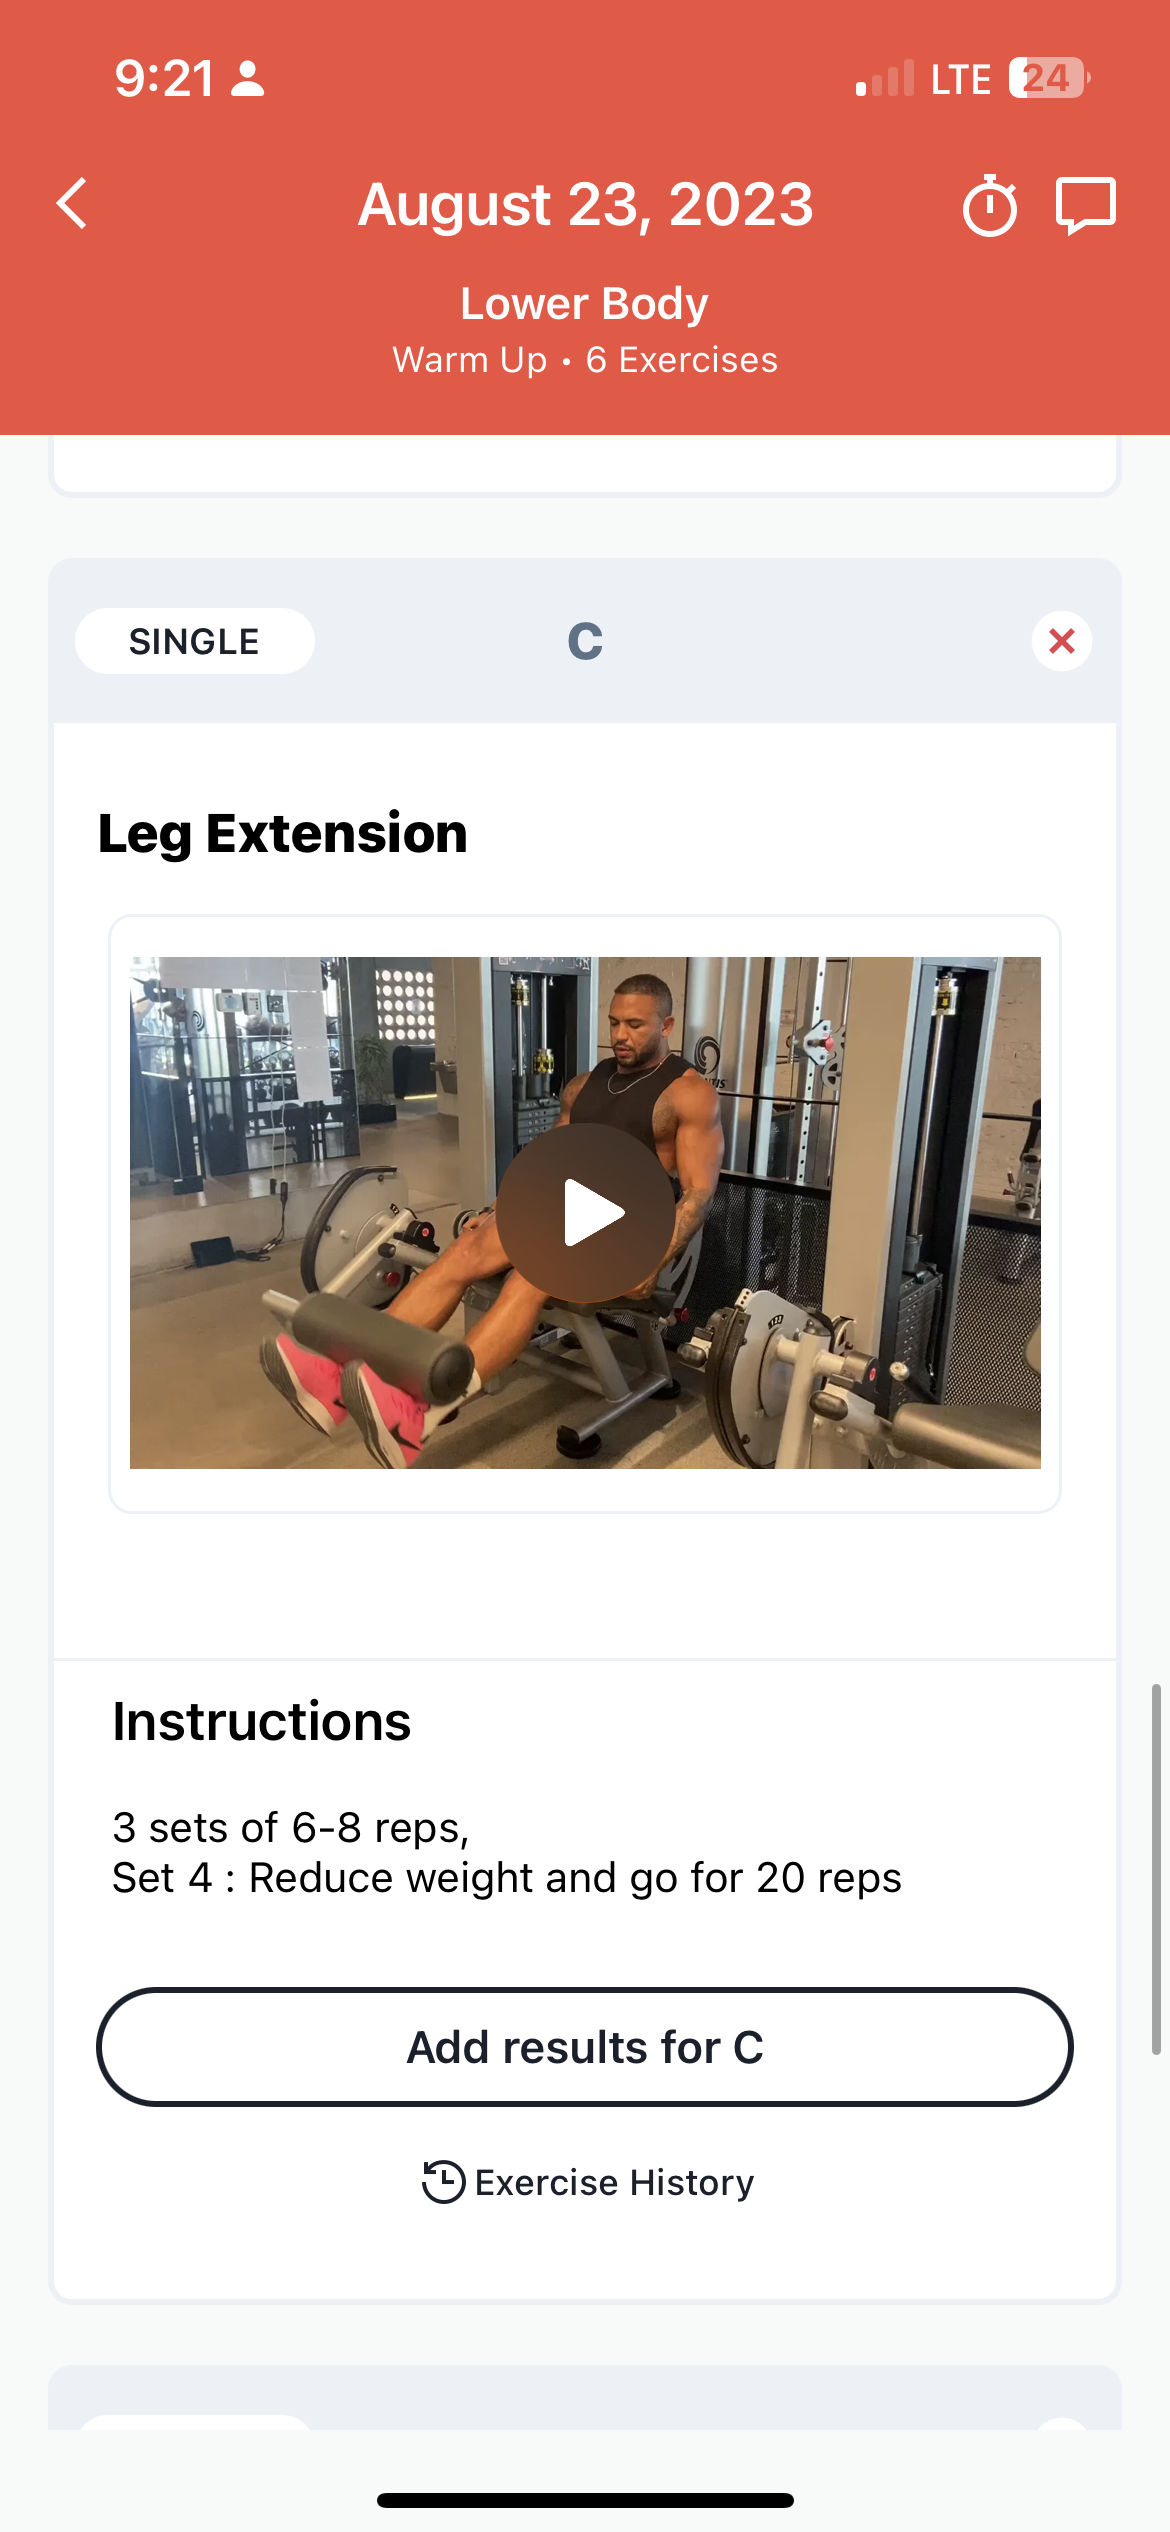 9:21
LTE 24
August 23, 2023
Lower Body
Warm Up • 6 Exercises
SINGLE
C
Leg Extension
Instructions
3 sets of 6-8 reps,
Set 4 : Reduce weight and go for 20 reps
Add results for C
Exercise History